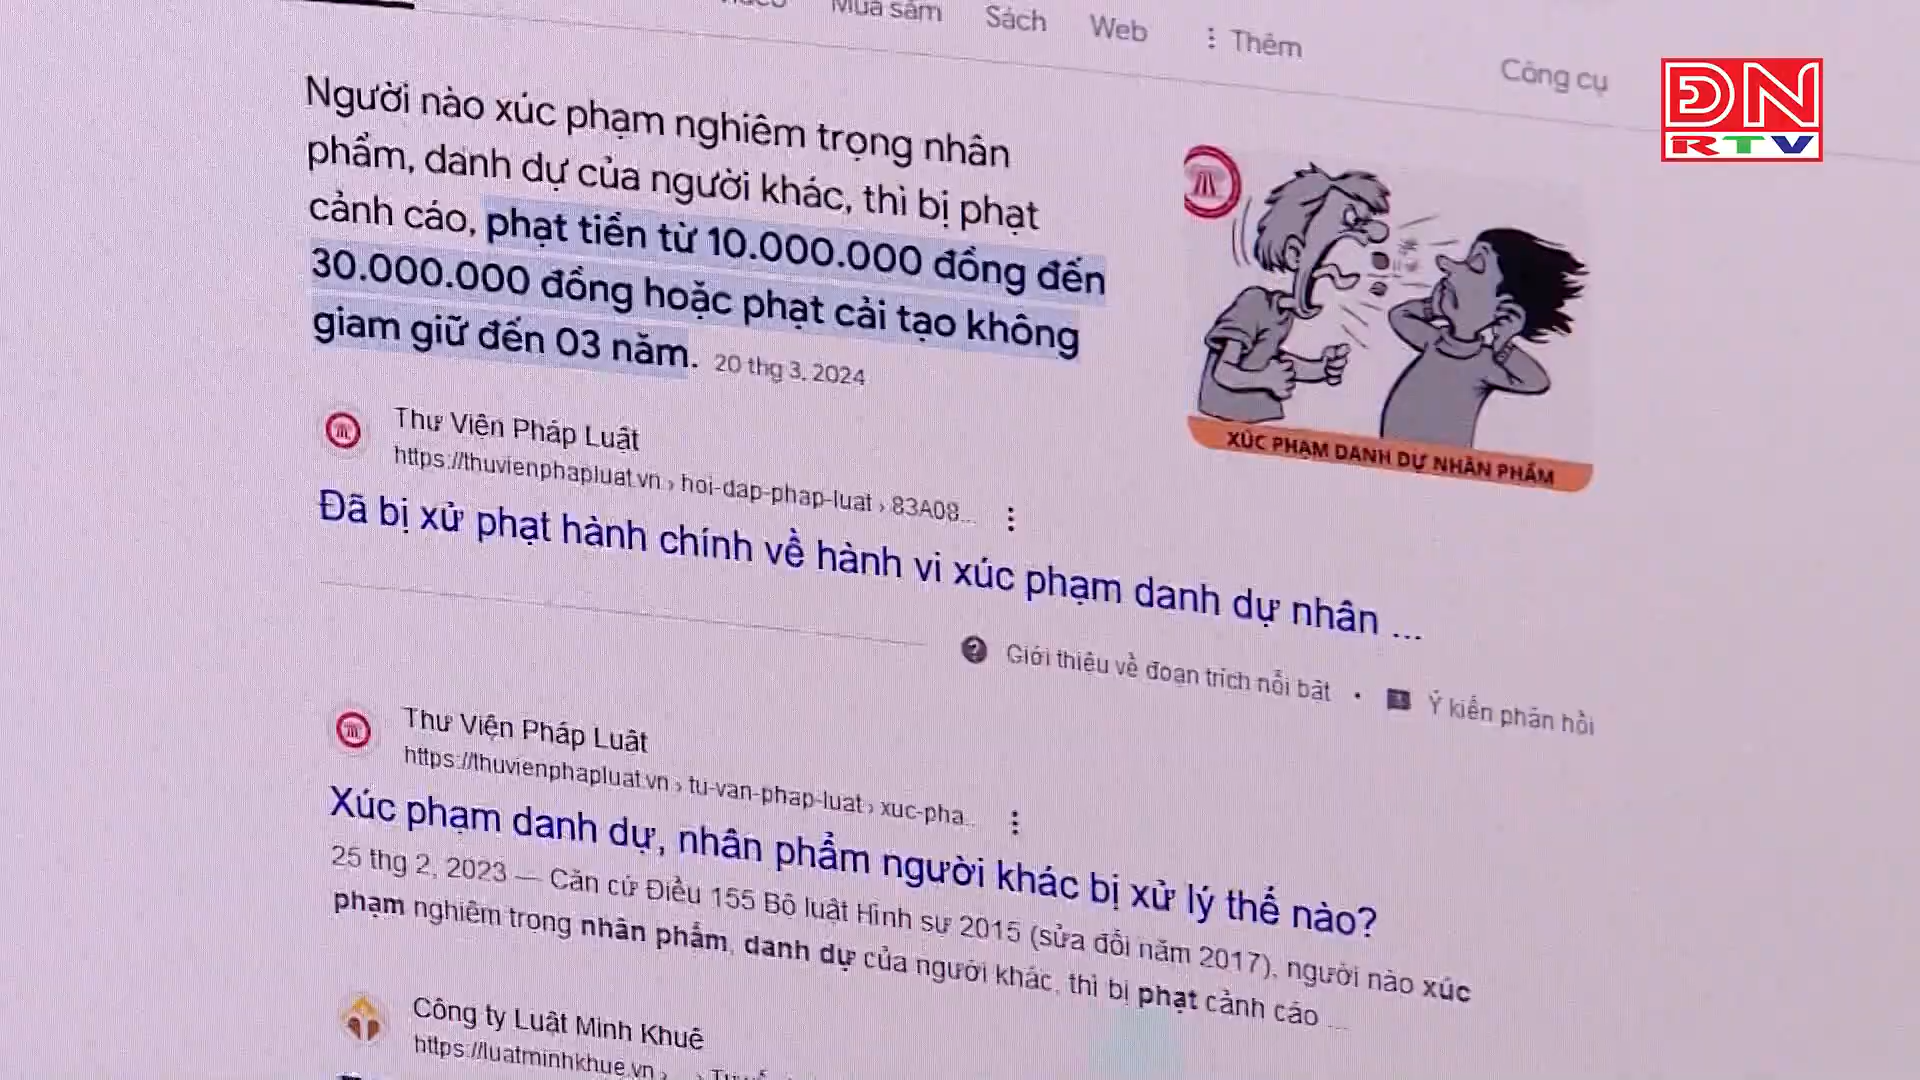 Mua sắm Sách Web Thêm
Công cụ
ĐN
RTV
Người nào xúc phạm nghiêm trọng nhân
phẩm, danh dự của người khác, thì bị phạt
cảnh cáo, phạt tiền từ 10.000.000 đồng đến
30.000.000 đồng hoặc phạt cải tạo không
giam giữ đến 03 năm. 20 thg 3, 2024
XÚC PHẠM DANH DỰ NHÂN PHẨM
Thư Viện Pháp Luật
https://thuvienphapluat.vn › hoi-dap-phap-luat › 83A08...
Đã bị xử phạt hành chính về hành vi xúc phạm danh dự nhân ...
Giới thiệu về đoạn trích nổi bật • Ý kiến phản hồi
Thư Viện Pháp Luật
https://thuvienphapluat.vn › tu-van-phap-luat › xuc-pha...
Xúc phạm danh dự, nhân phẩm người khác bị xử lý thế nào?
25 thg 2, 2023 — Căn cứ Điều 155 Bộ luật Hình sự 2015 (sửa đổi năm 2017), người nào xúc
phạm nghiêm trọng nhân phẩm, danh dự của người khác, thì bị phạt cảnh cáo ...
Công ty Luật Minh Khuê
https://luatminhkhue.vn ›